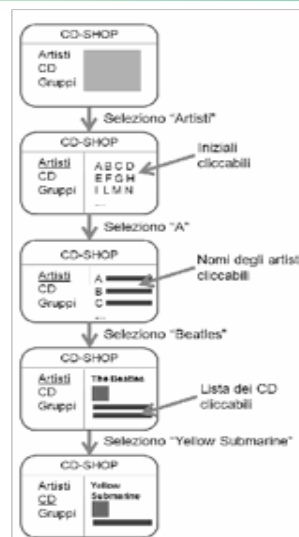 CD-SHOP
Artisti
CD
Gruppi
Seleziono "Artisti"
CD-SHOP
Artisti
CD
Gruppi
A B C D
E F G H
I L M N
....
Iniziali
cliccabili
Seleziono "A"
CD-SHOP
Artisti
CD
Gruppi
A
B
C
....
Nomi degli artisti
cliccabili
Seleziono "Beatles"
CD-SHOP
Artisti
CD
Gruppi
The Beatles
Lista dei CD
cliccabili
Seleziono "Yellow Submarine"
CD-SHOP
Artisti
CD
Gruppi
Yellow
Submarine